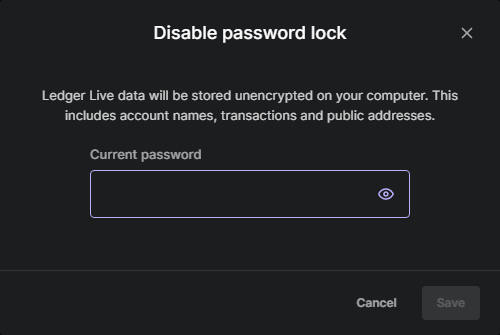 Disable password lock
Ledger Live data will be stored unencrypted on your computer. This
includes account names, transactions and public addresses.
Current password
Cancel
Save